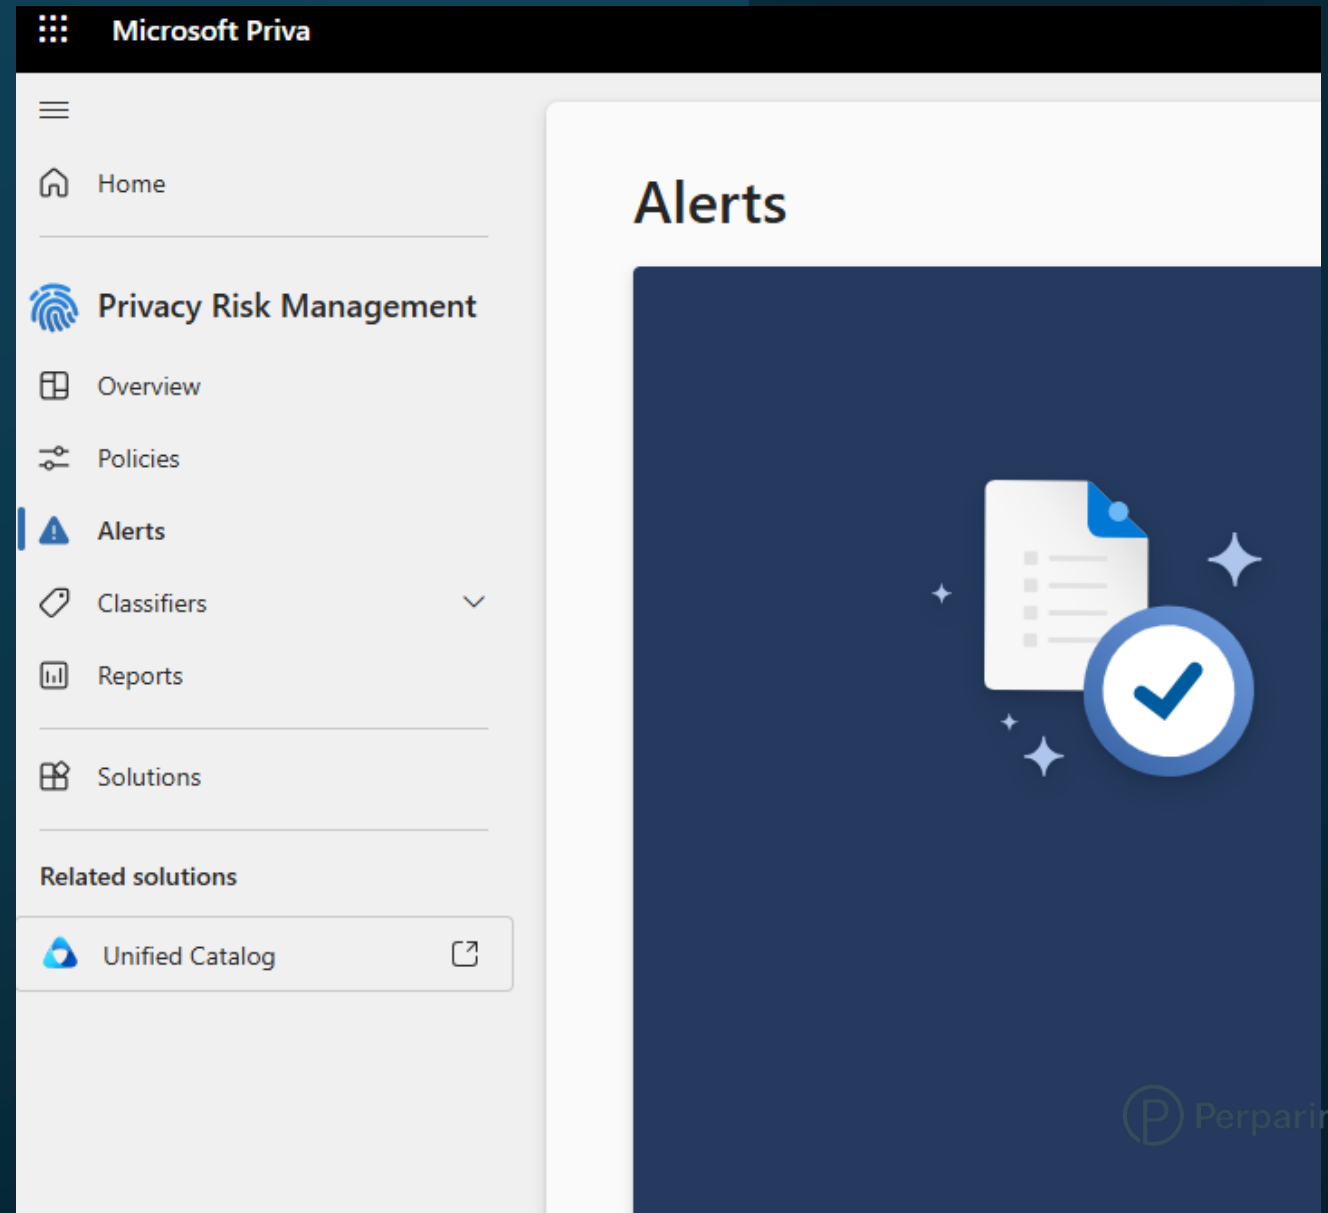 Microsoft Priva
Home
Privacy Risk Management
Overview
Policies
Alerts
Classifiers
Reports
Solutions
Related solutions
Unified Catalog
Alerts